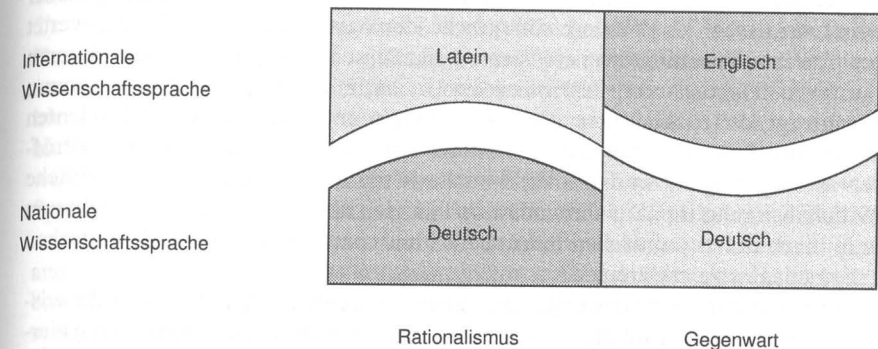 Internationale
Wissenschaftssprache
Latein
Englisch
Nationale
Wissenschaftssprache
Deutsch
Deutsch
Rationalismus
Gegenwart